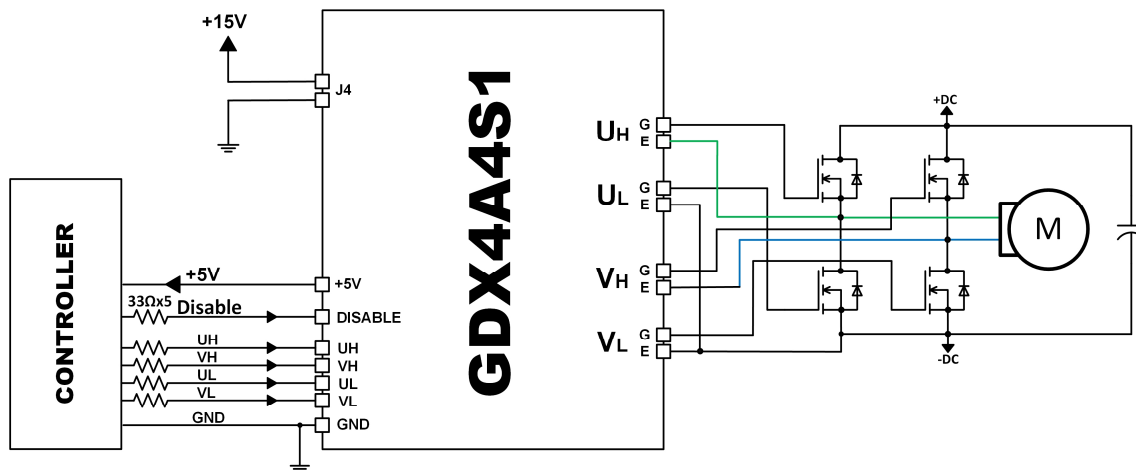 +15V
J4
GDX4A4S1
UH G
E
UL G
E
VH G
E
VL G
E
+DC
-DC
M
CONTROLLER
+5V
+5V
33Ωx5 Disable
DISABLE
UH
UH
VH
VH
UL
UL
VL
VL
GND
GND